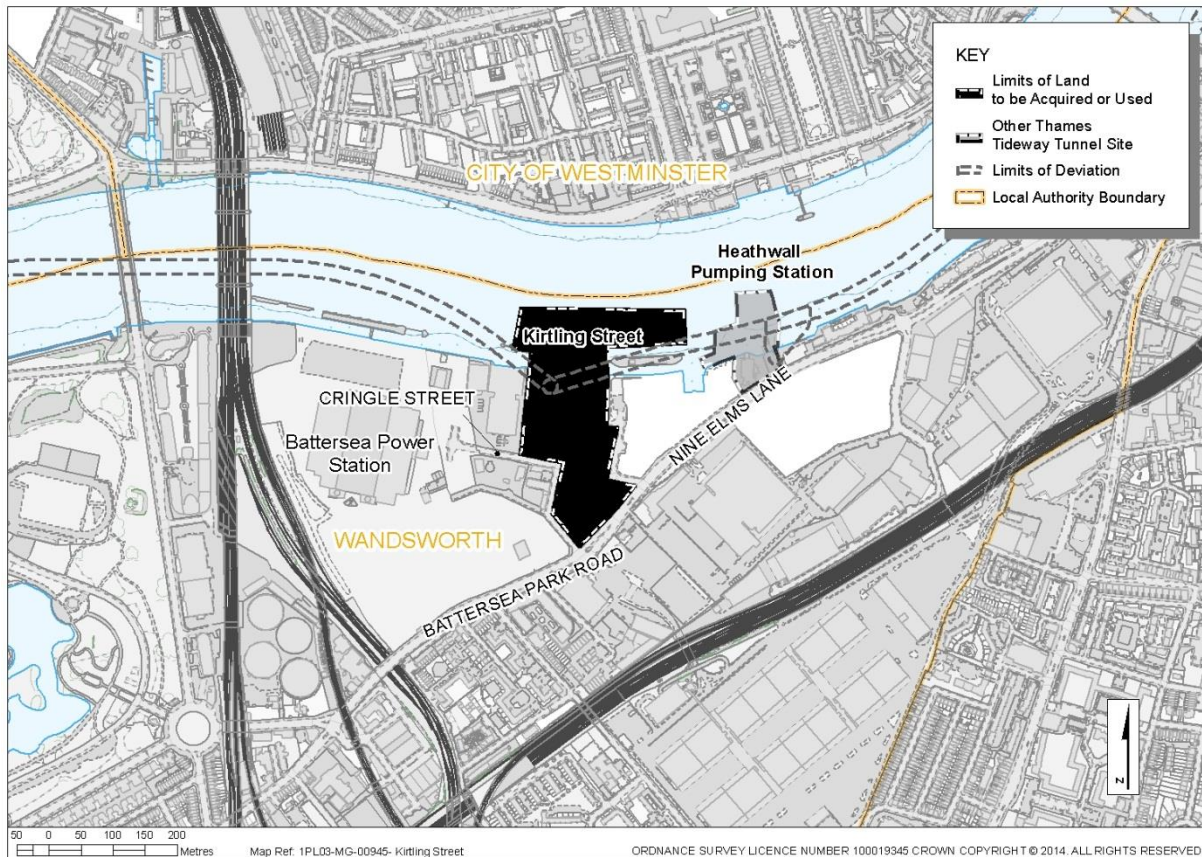 KEY
Limits of Land
to be Acquired or Used
Other Thames
Tideway Tunnel Site
Limits of Deviation
Local Authority Boundary
CITY OF WESTMINSTER
Heathwall
Pumping Station
Kirtling Street
CRINGLE STREET
Battersea Power
Station
NINE ELMS LANE
WANDSWORTH
BATTERSEA PARK ROAD
N
50 0 50 100 150 200
Metres
Map Ref: 1PL03-MG-00945- Kirtling Street
ORDNANCE SURVEY LICENCE NUMBER 100019345 CROWN COPYRIGHT © 2014. ALL RIGHTS RESERVED